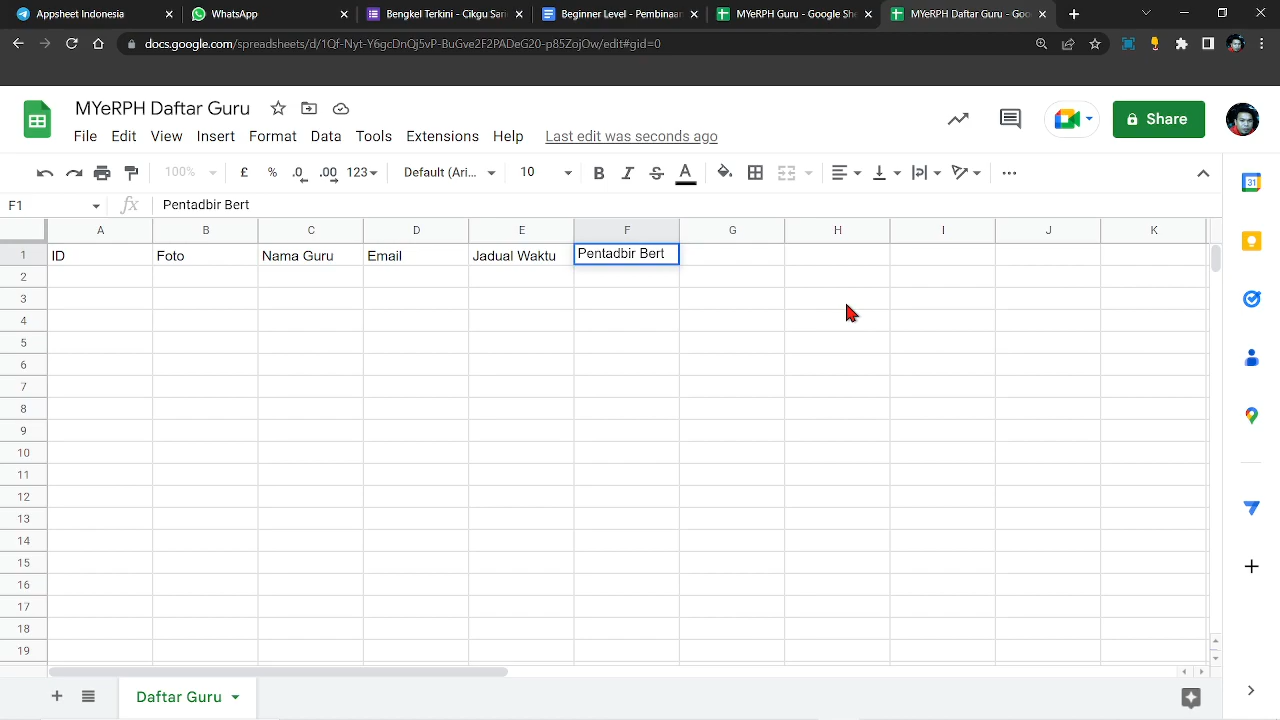 Appsheet Indonesia
WhatsApp
Bengkel Terkini - Cikgu Sari
Beginner Level - Pembinaan
MYeRPH Guru - Google She
MYeRPH Daftar Guru - Goo
docs.google.com/spreadsheets/d/1Qf-Nyt-Y6gcDnQj5vP-BuGve2F2PADeG20-p85ZojOw/edit#gid=0
MYeRPH Daftar Guru
File Edit View Insert Format Data Tools Extensions Help Last edit was seconds ago
Share
100% £ % .0 .00 123 Default (Ari... 10 B I S A
31
F1 fx Pentadbir Bert
A B C D E F G H I J K
1 ID Foto Nama Guru Email Jadual Waktu Pentadbir Bert
2
3
4
5
6
7
8
9
10
11
12
13
14
15
16
17
18
19
Daftar Guru